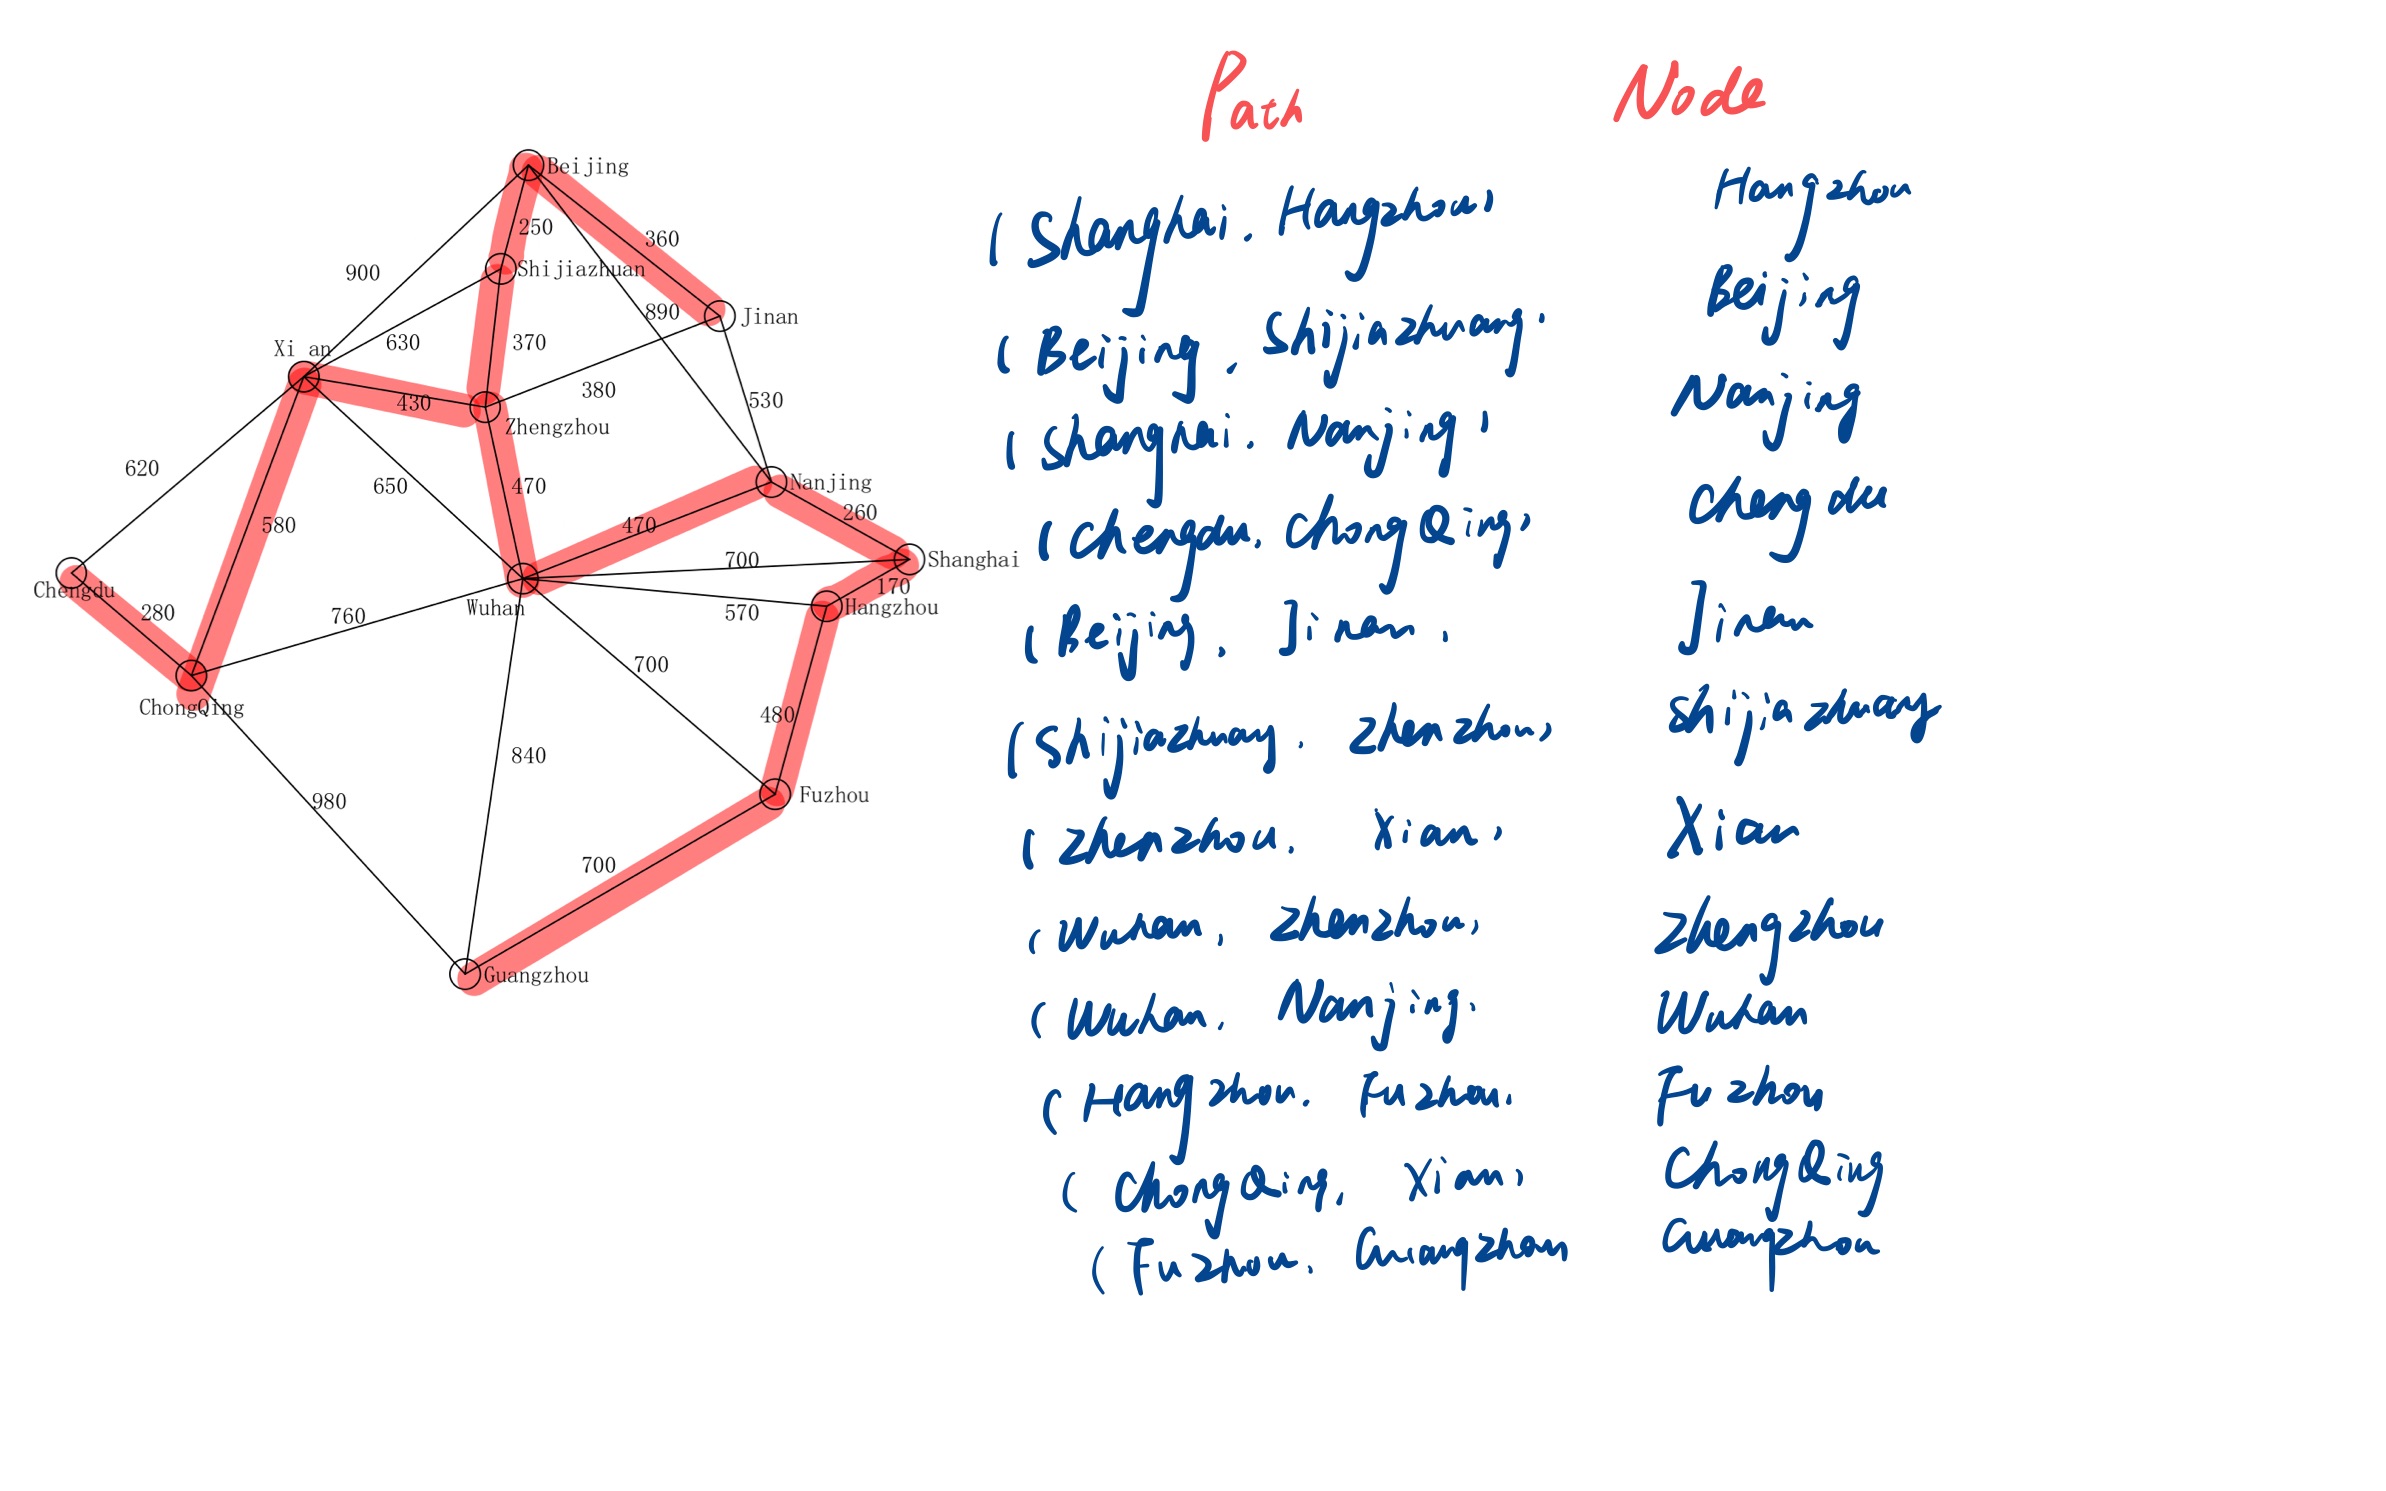 Path Node
Beijing
250
360
900
Shijiazhuan
890
Jinan
630
370
Xi an
380
430
530
Zhengzhou
620
650
470
Nanjing
580
470
260
700
Shanghai
170
Chengdu
280
760
Wuhan
570
Hangzhou
700
ChongQing
480
840
Fuzhou
980
700
Guangzhou
( Shanghai. Hangzhou, Hangzhou
( Beijing, Shijiazhuang. Beijing
( Shanghai. Nanjing, Nanjing
( Chengdu. ChongQing, Chengdu
( Beijing, Jinan, Jinan
( Shijiazhuang. Zhenzhou, Shijiazhuang
( Zhenzhou. Xian, Xian
( Wuhan, Zhenzhou, Zhengzhou
( Wuhan, Nanjing. Wuhan
( Hangzhou. Fuzhou. Fuzhou
( ChongQing, Xian, ChongQing
( Fuzhou, Guangzhou Guangzhou